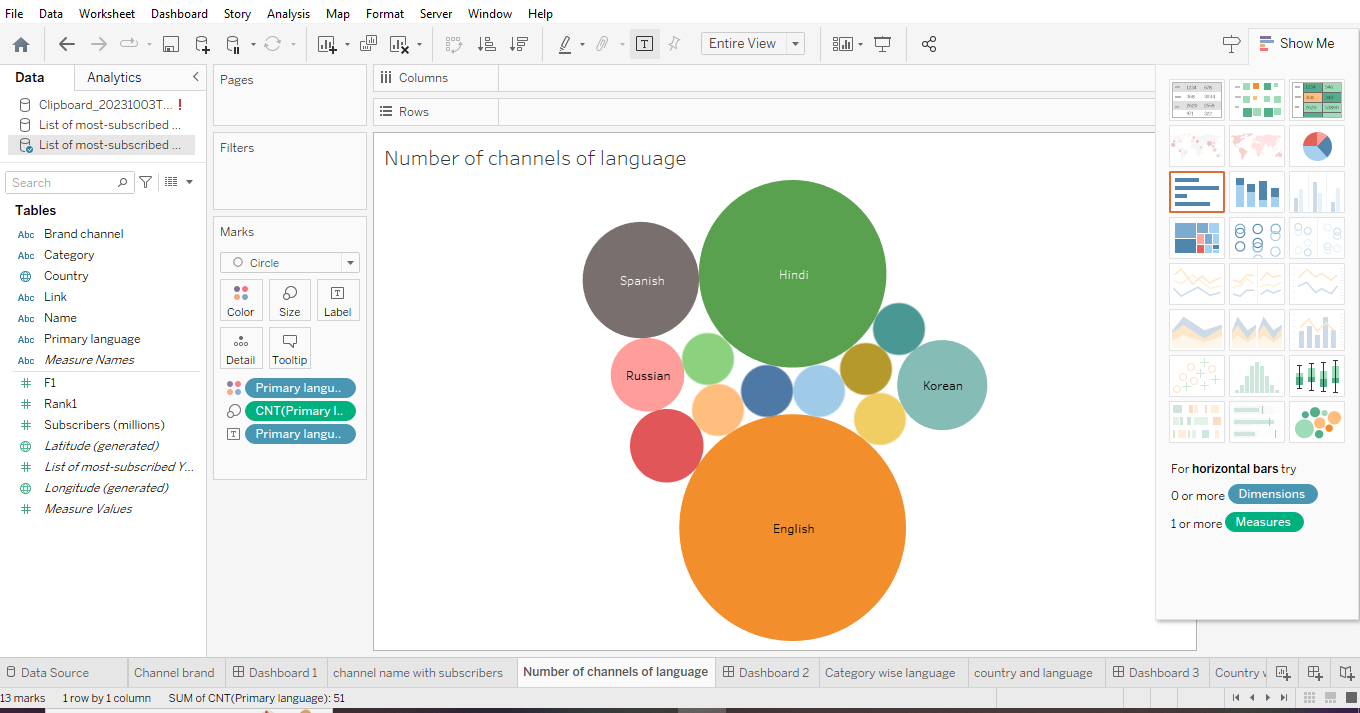 File Data Worksheet Dashboard Story Analysis Map Format Server Window Help
Entire View
Show Me
Data Analytics
Clipboard_20231003T... !
List of most-subscribed ...
List of most-subscribed ...
Search
Tables
Abc Brand channel
Abc Category
Country
Abc Link
Abc Name
Abc Primary language
Abc Measure Names
F1
Rank1
Subscribers (millions)
Latitude (generated)
List of most-subscribed Y...
Longitude (generated)
Measure Values
Pages
Filters
Marks
Circle
Color Size Label
Detail Tooltip
Primary langu..
CNT(Primary l..
Primary langu..
Columns
Rows
Number of channels of language
Spanish
Hindi
Russian
Korean
English
For horizontal bars try
0 or more Dimensions
1 or more Measures
Data Source Channel brand Dashboard 1 channel name with subscribers Number of channels of language Dashboard 2 Category wise language country and language Dashboard 3 Country
13 marks 1 row by 1 column SUM of CNT(Primary language): 51